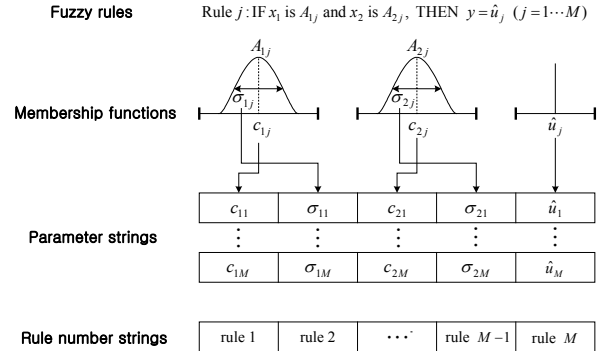 Fuzzy rules Rule j : IF x₁ is A₁ⱼ and x₂ is A₂ⱼ, THEN y = ûⱼ (j = 1⋯M)
A₁ⱼ A₂ⱼ
σ₁ⱼ σ₂ⱼ
Membership functions
c₁ⱼ c₂ⱼ ûⱼ
c₁₁ σ₁₁ c₂₁ σ₂₁ û₁
Parameter strings ⋮ ⋮ ⋮ ⋮ ⋮
c₁M σ₁M c₂M σ₂M ûM
Rule number strings rule 1 rule 2 ⋯ rule M−1 rule M